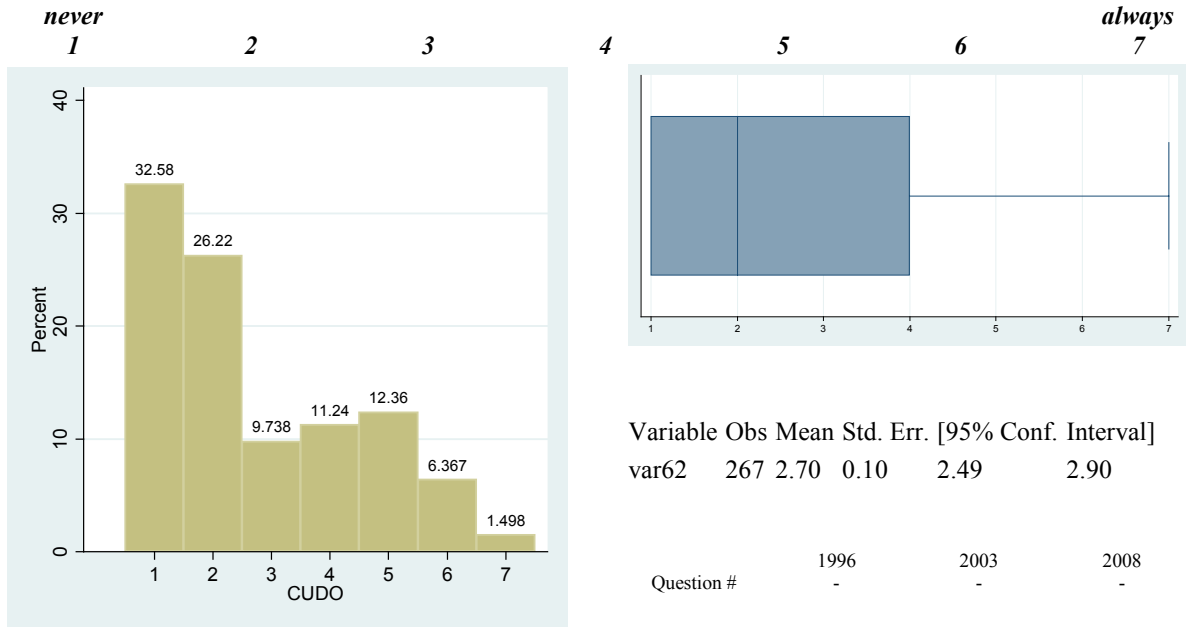 never always
1 2 3 4 5 6 7
40
30
20
10
0
Percent
32.58
26.22
9.738
11.24
12.36
6.367
1.498
1 2 3 4 5 6 7
CUDO
1 2 3 4 5 6 7
Variable Obs Mean Std. Err. [95% Conf. Interval]
var62 267 2.70 0.10 2.49 2.90
1996 2003 2008
Question # - - -